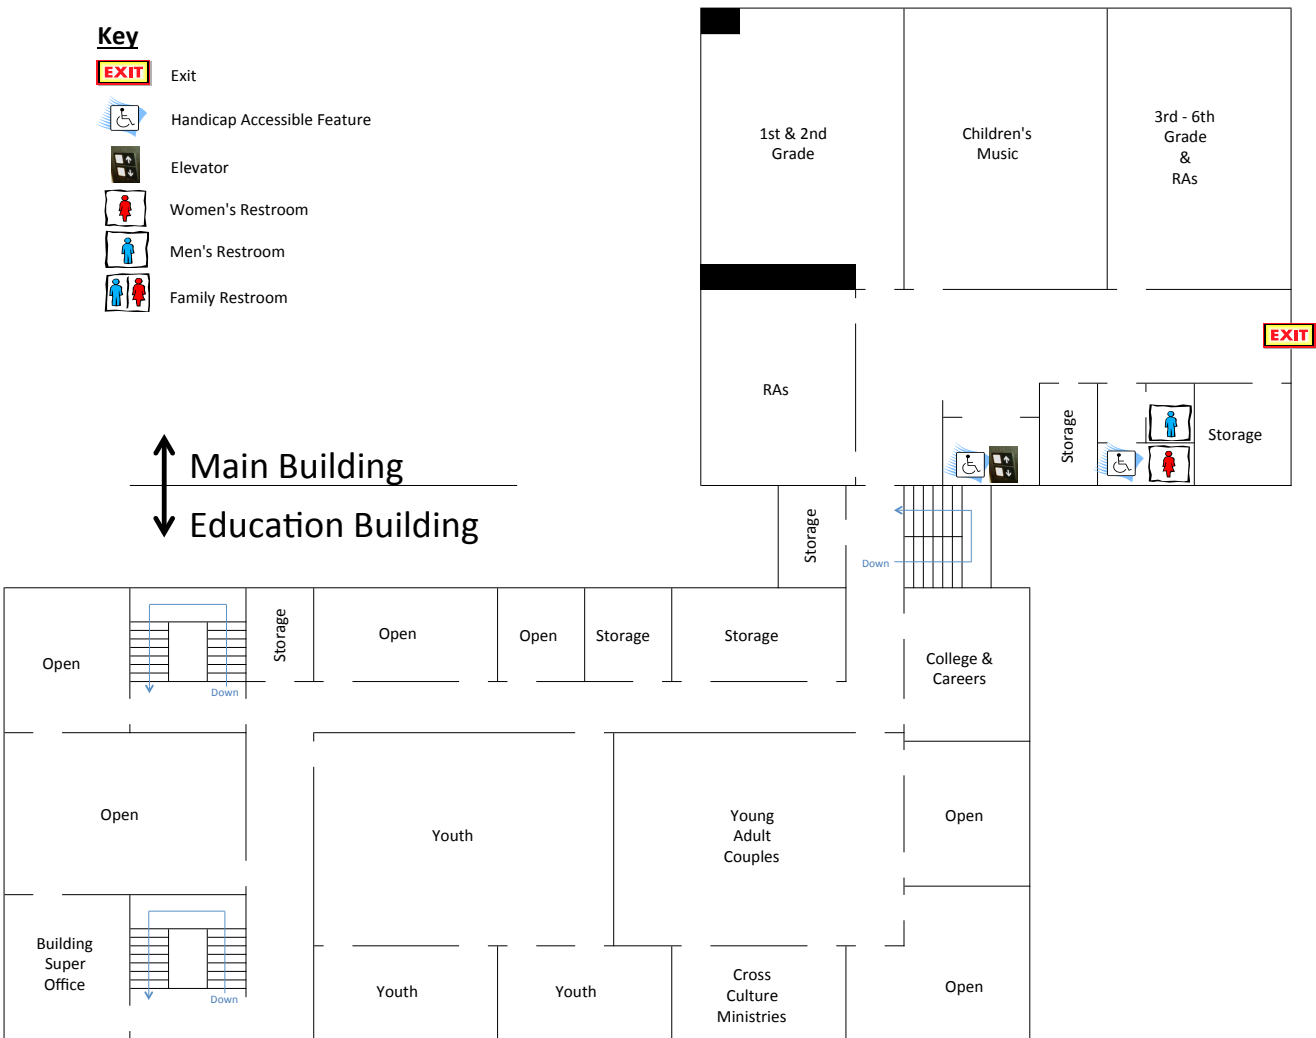 Key
EXIT
Exit
Handicap Accessible Feature
Elevator
Women's Restroom
Men's Restroom
Family Restroom
1st & 2nd
Grade
Children's
Music
3rd - 6th
Grade
&
RAs
EXIT
RAs
Storage
Storage
Main Building
Education Building
Storage
Down
Open
Down
Storage
Open
Open
Storage
Storage
College &
Careers
Open
Youth
Young
Adult
Couples
Open
Building
Super
Office
Down
Youth
Youth
Cross
Culture
Ministries
Open